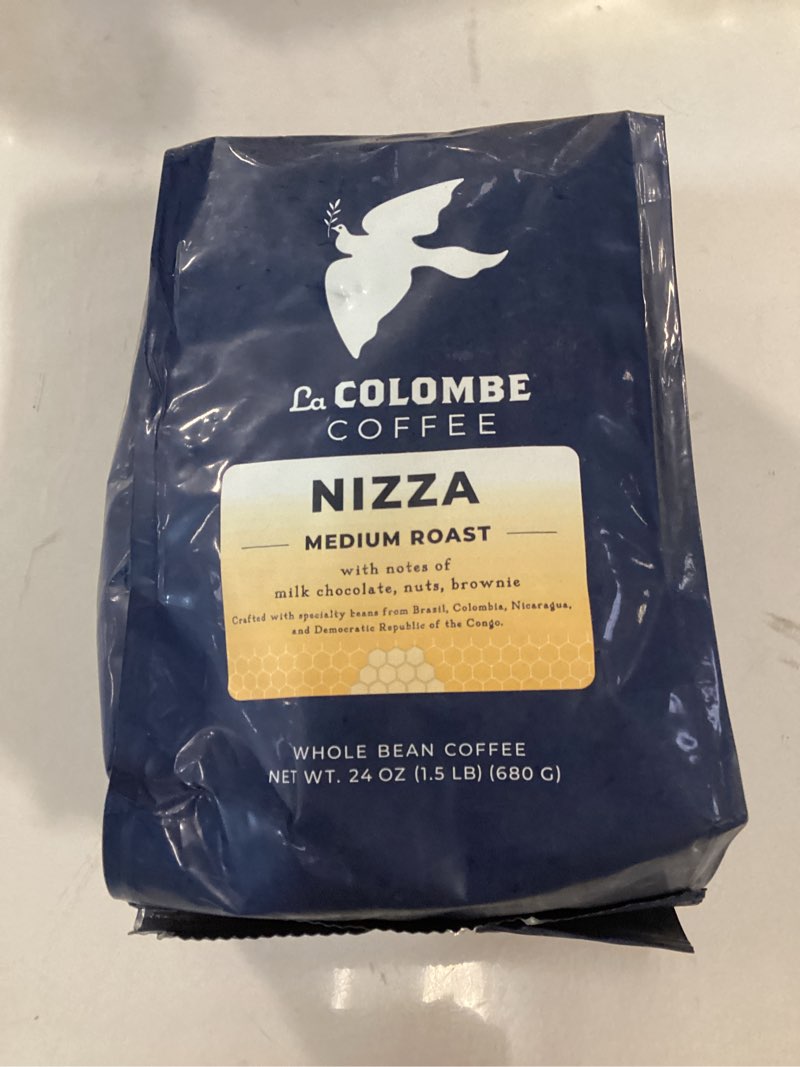 La COLOMBE
COFFEE
NIZZA
MEDIUM ROAST
with notes of
milk chocolate, nuts, brownie
Crafted with specialty beans from Brazil, Colombia, Nicaragua,
and Democratic Republic of the Congo.
WHOLE BEAN COFFEE
NET WT. 24 OZ (1.5 LB) (680 G)